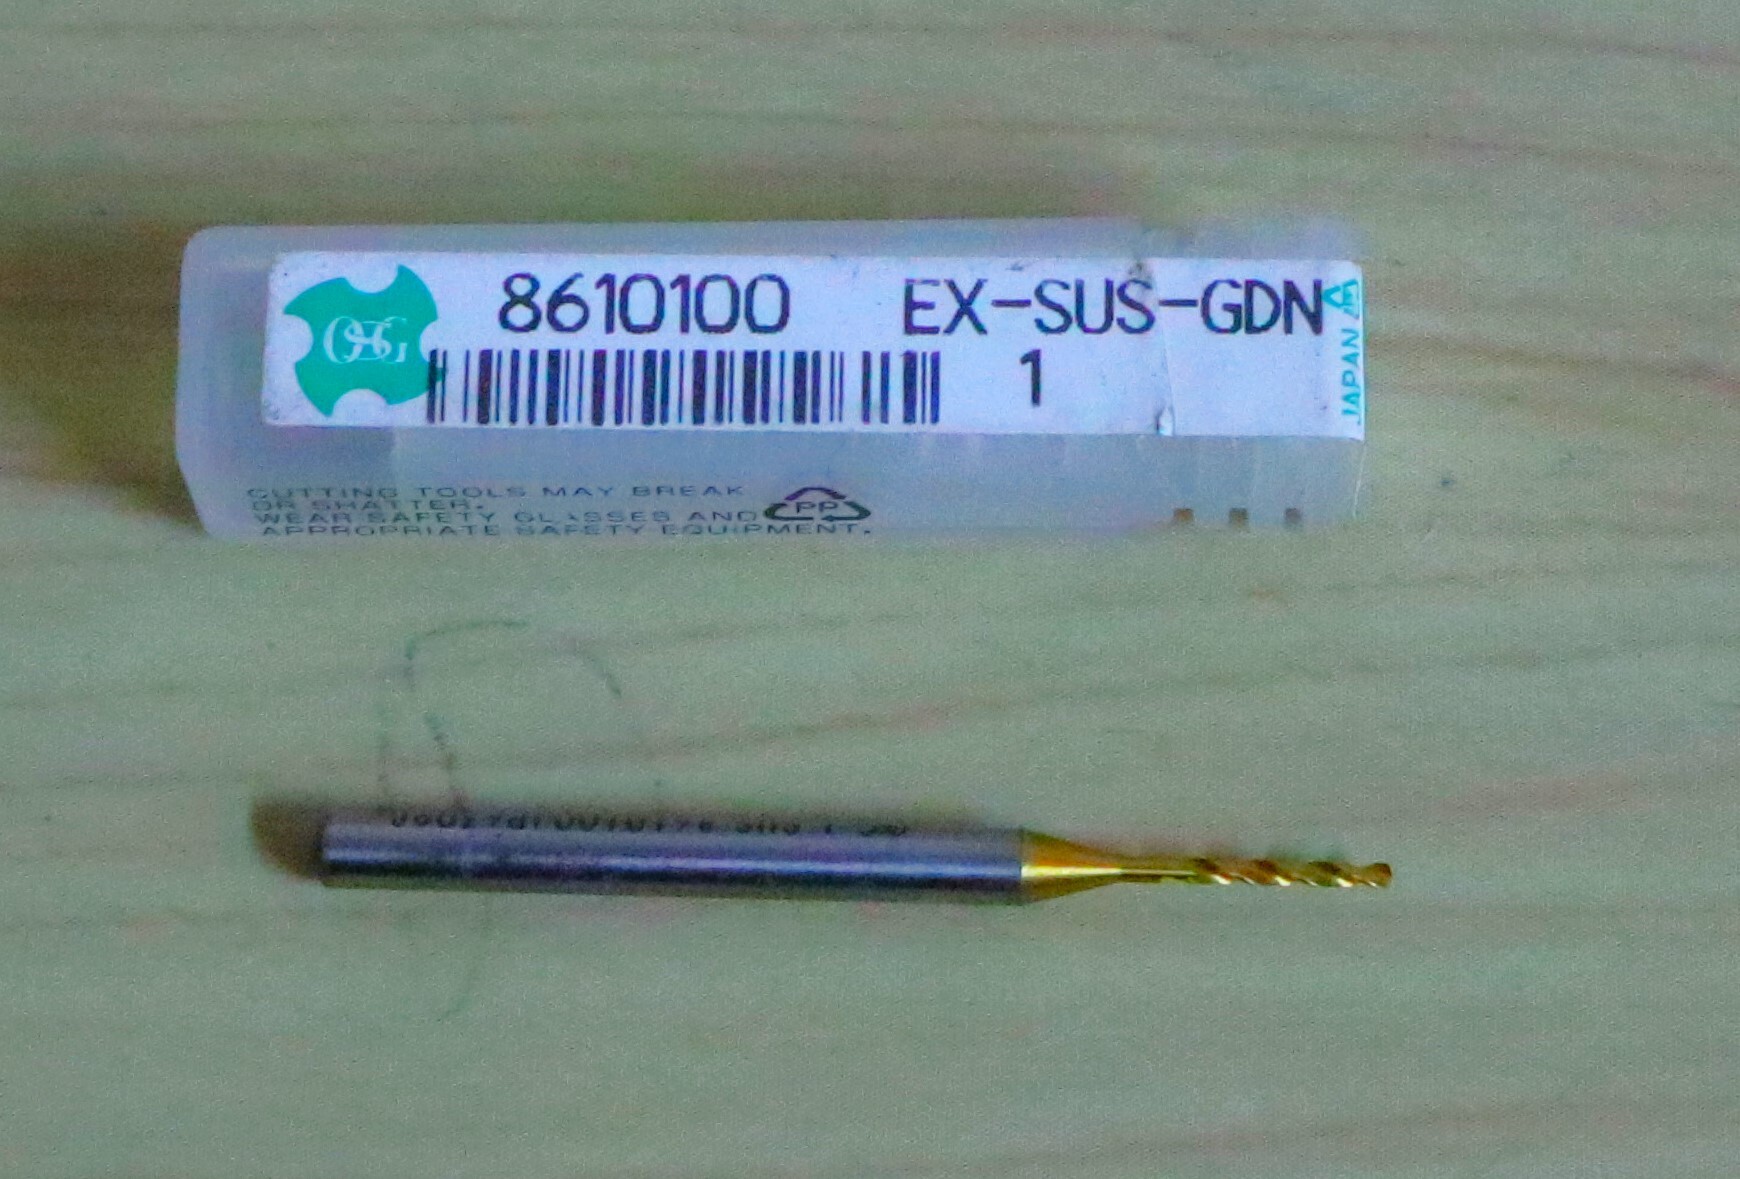 OSG
8610100 EX-SUS-GDN
1
JAPAN
CUTTING TOOLS MAY BREAK
OR SHATTER.
WEAR SAFETY GLASSES AND
APPROPRIATE SAFETY EQUIPMENT.
PP